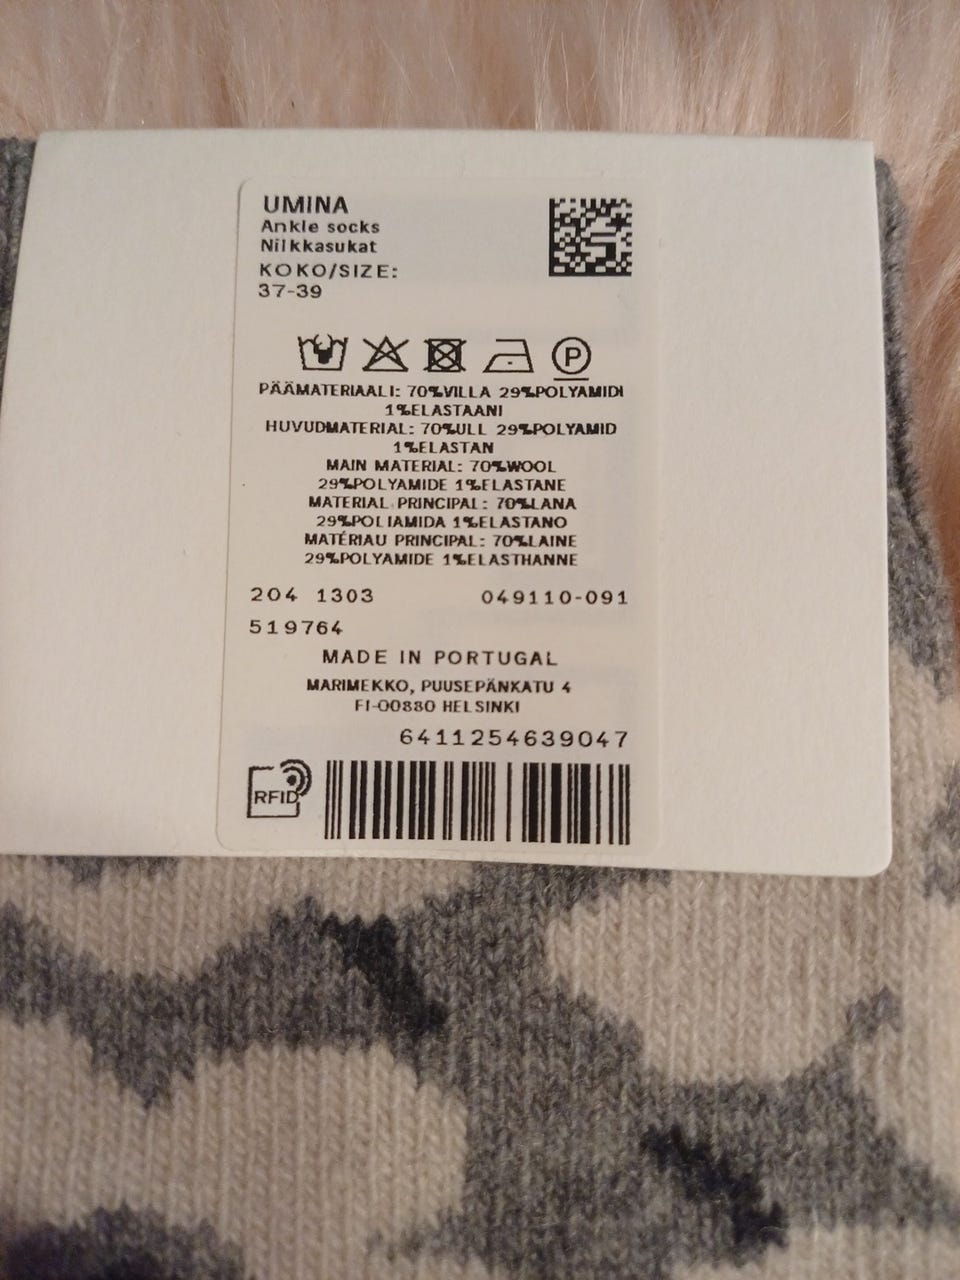 UMINA
Ankle socks
Nilkkasukat
KOKO/SIZE:
37-39
P
PÄÄMATERIAALI: 70%VILLA 29%POLYAMIDI
1%ELASTAANI
HUVUDMATERIAL: 70%ULL 29%POLYAMID
1%ELASTAN
MAIN MATERIAL: 70%WOOL
29%POLYAMIDE 1%ELASTANE
MATERIAL PRINCIPAL: 70%LANA
29%POLIAMIDA 1%ELASTANO
MATÉRIAU PRINCIPAL: 70%LAINE
29%POLYAMIDE 1%ELASTHANNE
204 1303 049110-091
519764
MADE IN PORTUGAL
MARIMEKKO, PUUSEPÄNKATU 4
FI-00880 HELSINKI
6411254639047
RFID